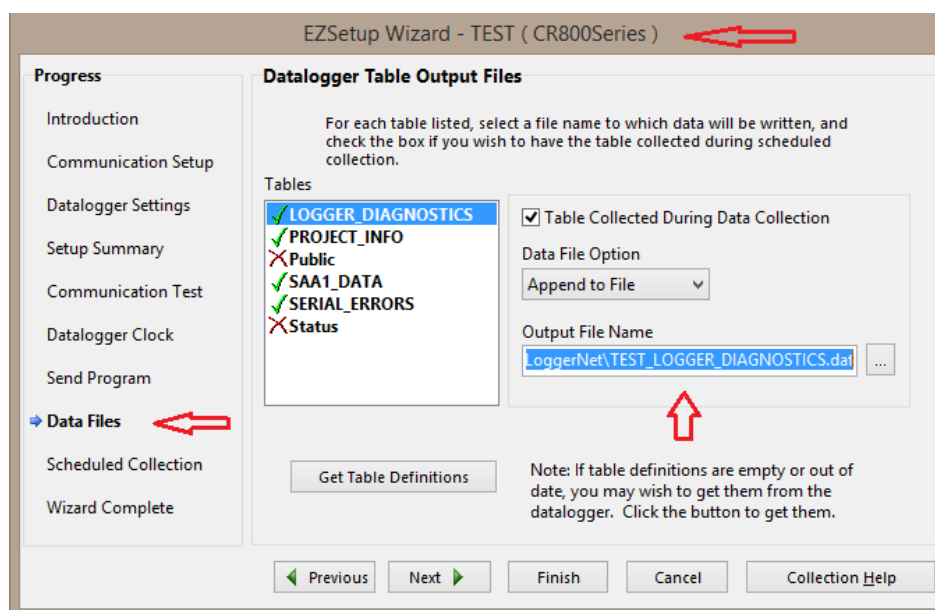 EZSetup Wizard - TEST ( CR800Series )
Progress
Introduction
Communication Setup
Datalogger Settings
Setup Summary
Communication Test
Datalogger Clock
Send Program
Data Files
Scheduled Collection
Wizard Complete
Datalogger Table Output Files
For each table listed, select a file name to which data will be written, and
check the box if you wish to have the table collected during scheduled
collection.
Tables
LOGGER_DIAGNOSTICS
PROJECT_INFO
Public
SAA1_DATA
SERIAL_ERRORS
Status
Table Collected During Data Collection
Data File Option
Append to File
Output File Name
LoggerNet\TEST_LOGGER_DIAGNOSTICS.dat
...
Get Table Definitions
Note: If table definitions are empty or out of
date, you may wish to get them from the
datalogger. Click the button to get them.
Previous
Next
Finish
Cancel
Collection Help